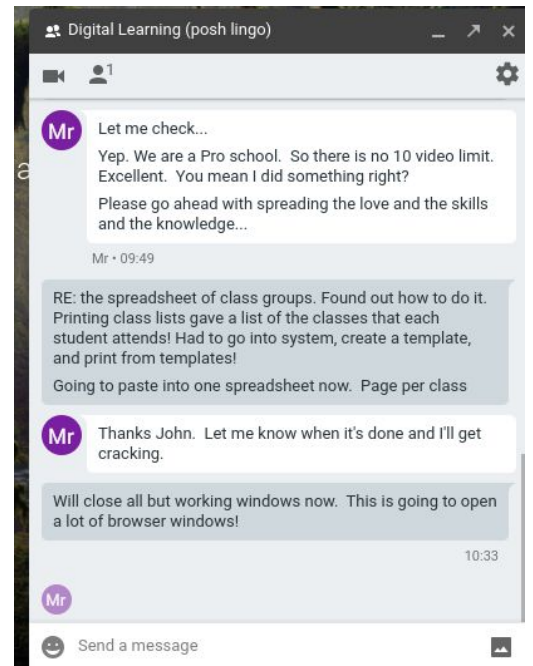 Digital Learning (posh lingo)
1
a
Mr
Let me check...
Yep. We are a Pro school.  So there is no 10 video limit.
Excellent.  You mean I did something right?
Please go ahead with spreading the love and the skills
and the knowledge...
Mr • 09:49
RE: the spreadsheet of class groups. Found out how to do it.
Printing class lists gave a list of the classes that each
student attends! Had to go into system, create a template,
and print from templates!
Going to paste into one spreadsheet now.  Page per class
Mr
Thanks John.  Let me know when it's done and I'll get
cracking.
Will close all but working windows now.  This is going to open
a lot of browser windows!
10:33
Mr
Send a message